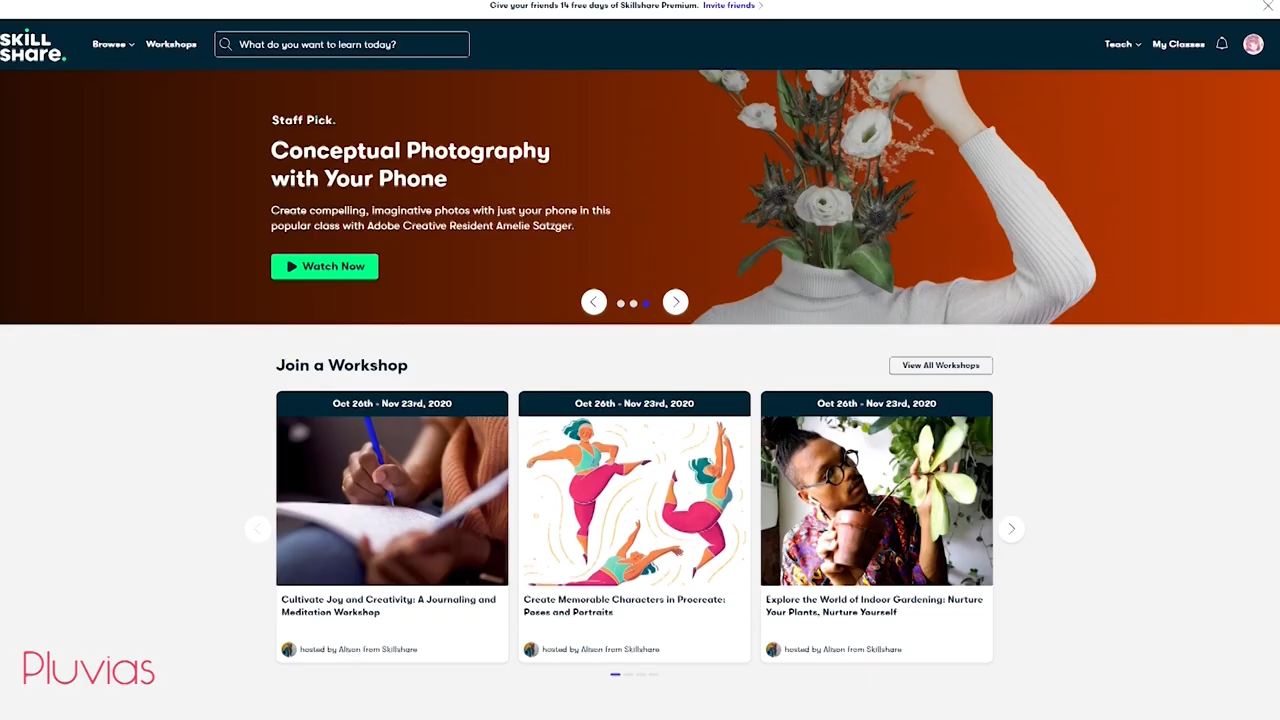 Give your friends 14 free days of Skillshare Premium. Invite friends
SKILL
SHARE.
Browse
Workshops
What do you want to learn today?
Teach
My Classes
Staff Pick.
Conceptual Photography
with Your Phone
Create compelling, imaginative photos with just your phone in this
popular class with Adobe Creative Resident Amelie Satzger.
Watch Now
Join a Workshop
View All Workshops
Oct 26th - Nov 23rd, 2020
Oct 26th - Nov 23rd, 2020
Oct 26th - Nov 23rd, 2020
Cultivate Joy and Creativity: A Journaling and
Meditation Workshop
hosted by Alison from Skillshare
Create Memorable Characters in Procreate:
Poses and Portraits
hosted by Alison from Skillshare
Explore the World of Indoor Gardening: Nurture
Your Plants, Nurture Yourself
hosted by Alison from Skillshare
Pluvias